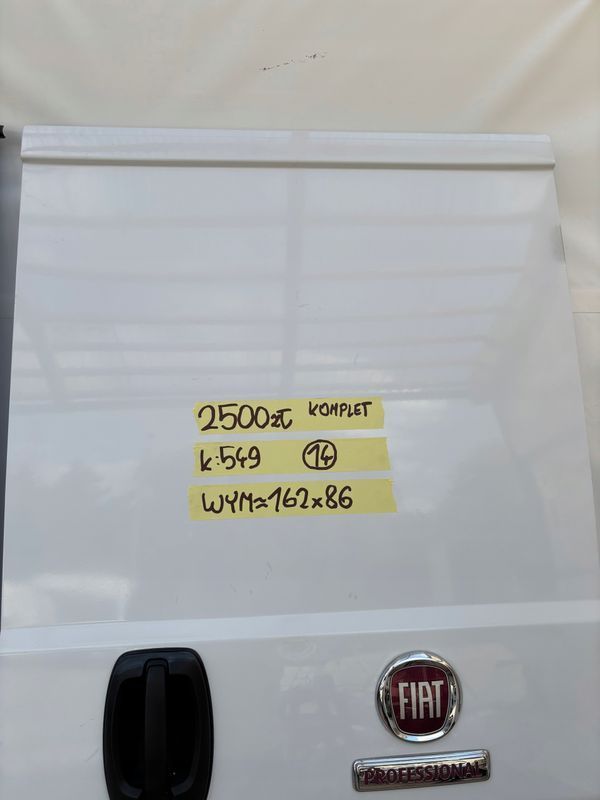 2500zł KOMPLET
k:549 14
WYM≈162x86
FIAT
PROFESSIONAL